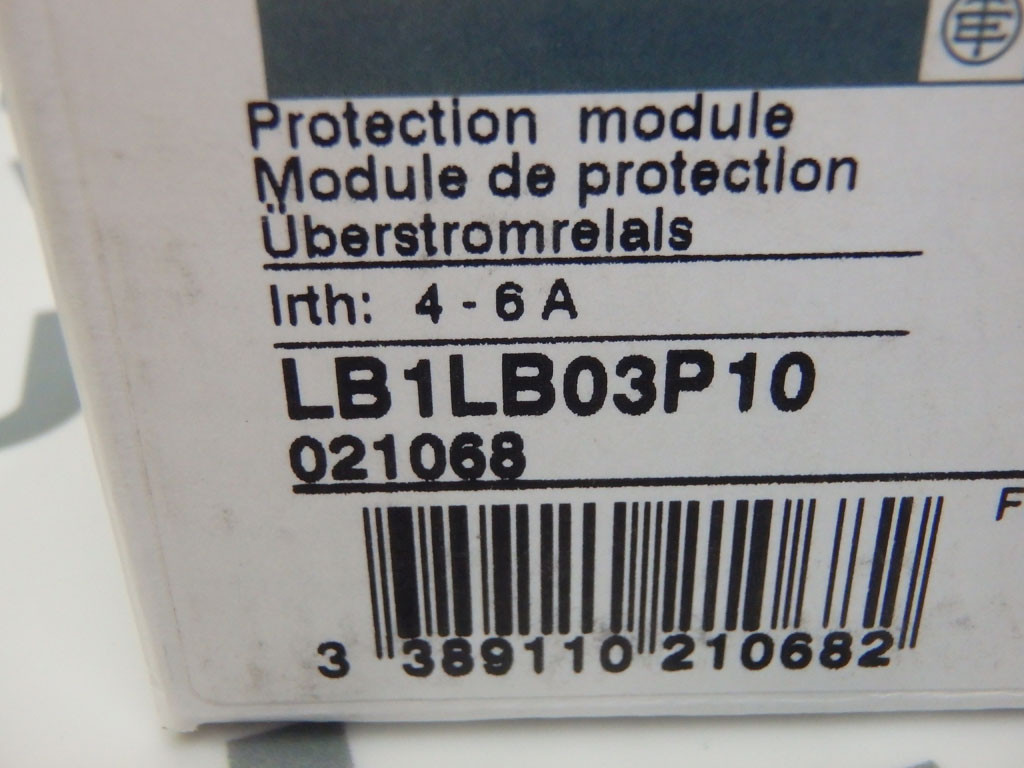 Protection module
Module de protection
Überstromrelais
Irth: 4 - 6 A
LB1LB03P10
021068
F
3 389110 210682